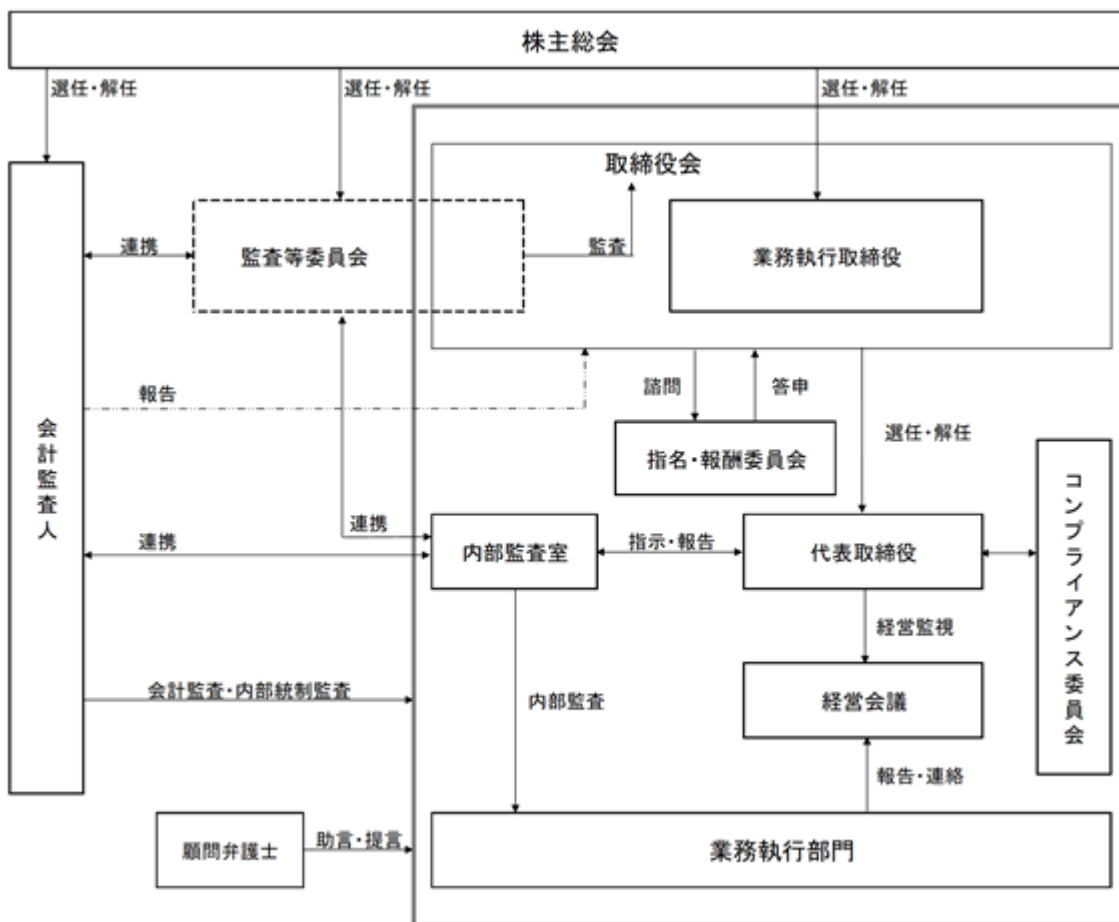 株主総会
選任・解任
選任・解任
選任・解任
取締役会
連携
監査等委員会
監査
業務執行取締役
報告
諮問
答申
選任・解任
指名・報酬委員会
会計監査人
コンプライアンス委員会
連携
連携
内部監査室
指示・報告
代表取締役
経営監視
会計監査・内部統制監査
内部監査
経営会議
報告・連絡
顧問弁護士
助言・提言
業務執行部門